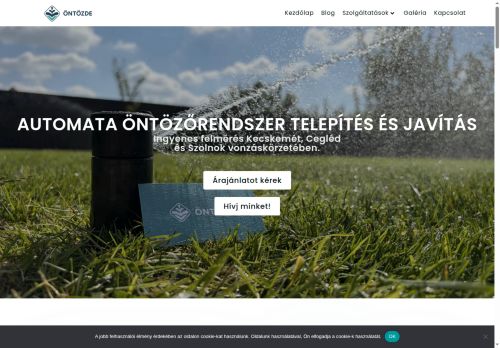 ÖNTÖZDE
Kezdőlap Blog Szolgáltatások Galéria Kapcsolat
AUTOMATA ÖNTÖZŐRENDSZER TELEPÍTÉS ÉS JAVÍTÁS
Ingyenes felmérés Kecskemét, Cegléd
és Szolnok vonzáskörzetében.
Árajánlatot kérek
Hívj minket!
A jobb felhasználói élmény érdekében az oldalon cookie-kat használunk. Oldalunk használatával, Ön elfogadja a cookie-k használatát. OK